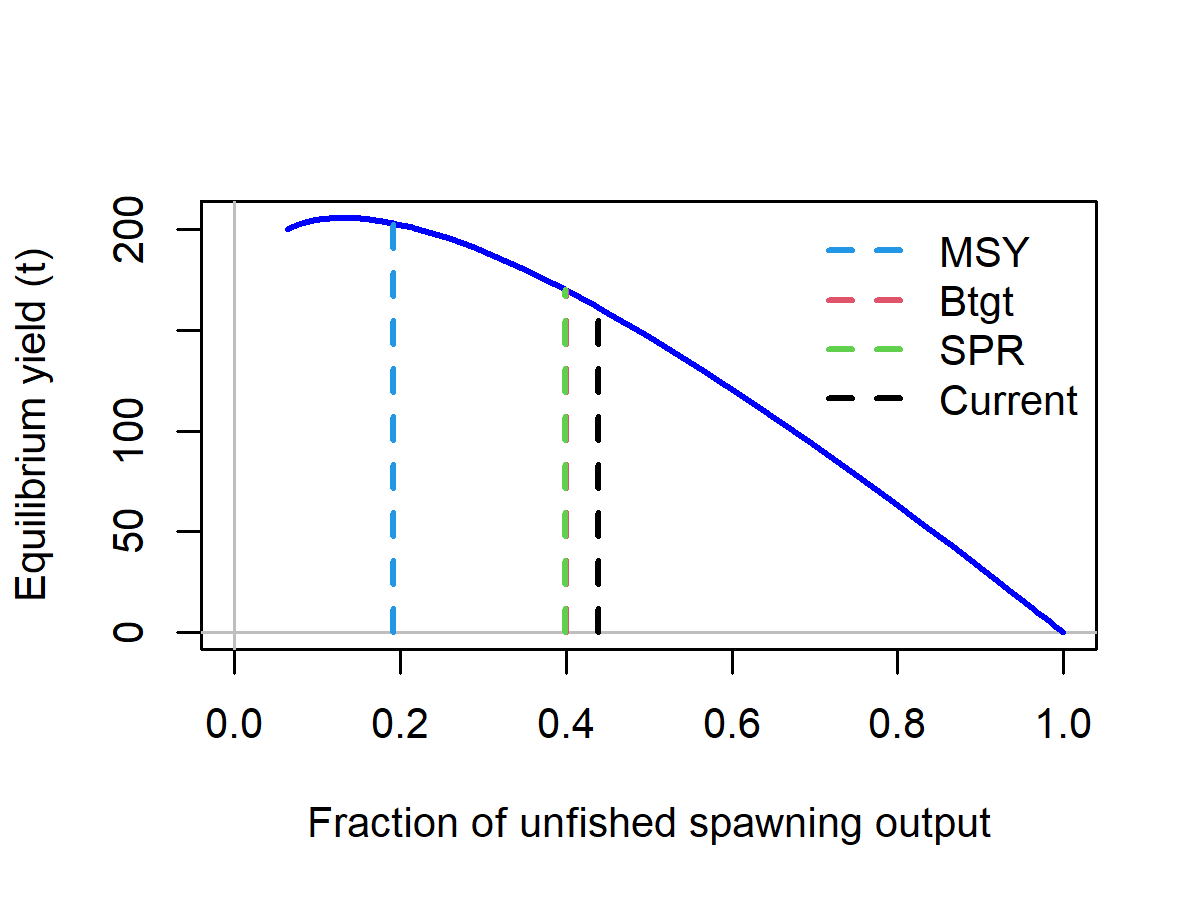 Equilibrium yield (t)
200
100
50
0
MSY
Btgt
SPR
Current
0.0 0.2 0.4 0.6 0.8 1.0
Fraction of unfished spawning output